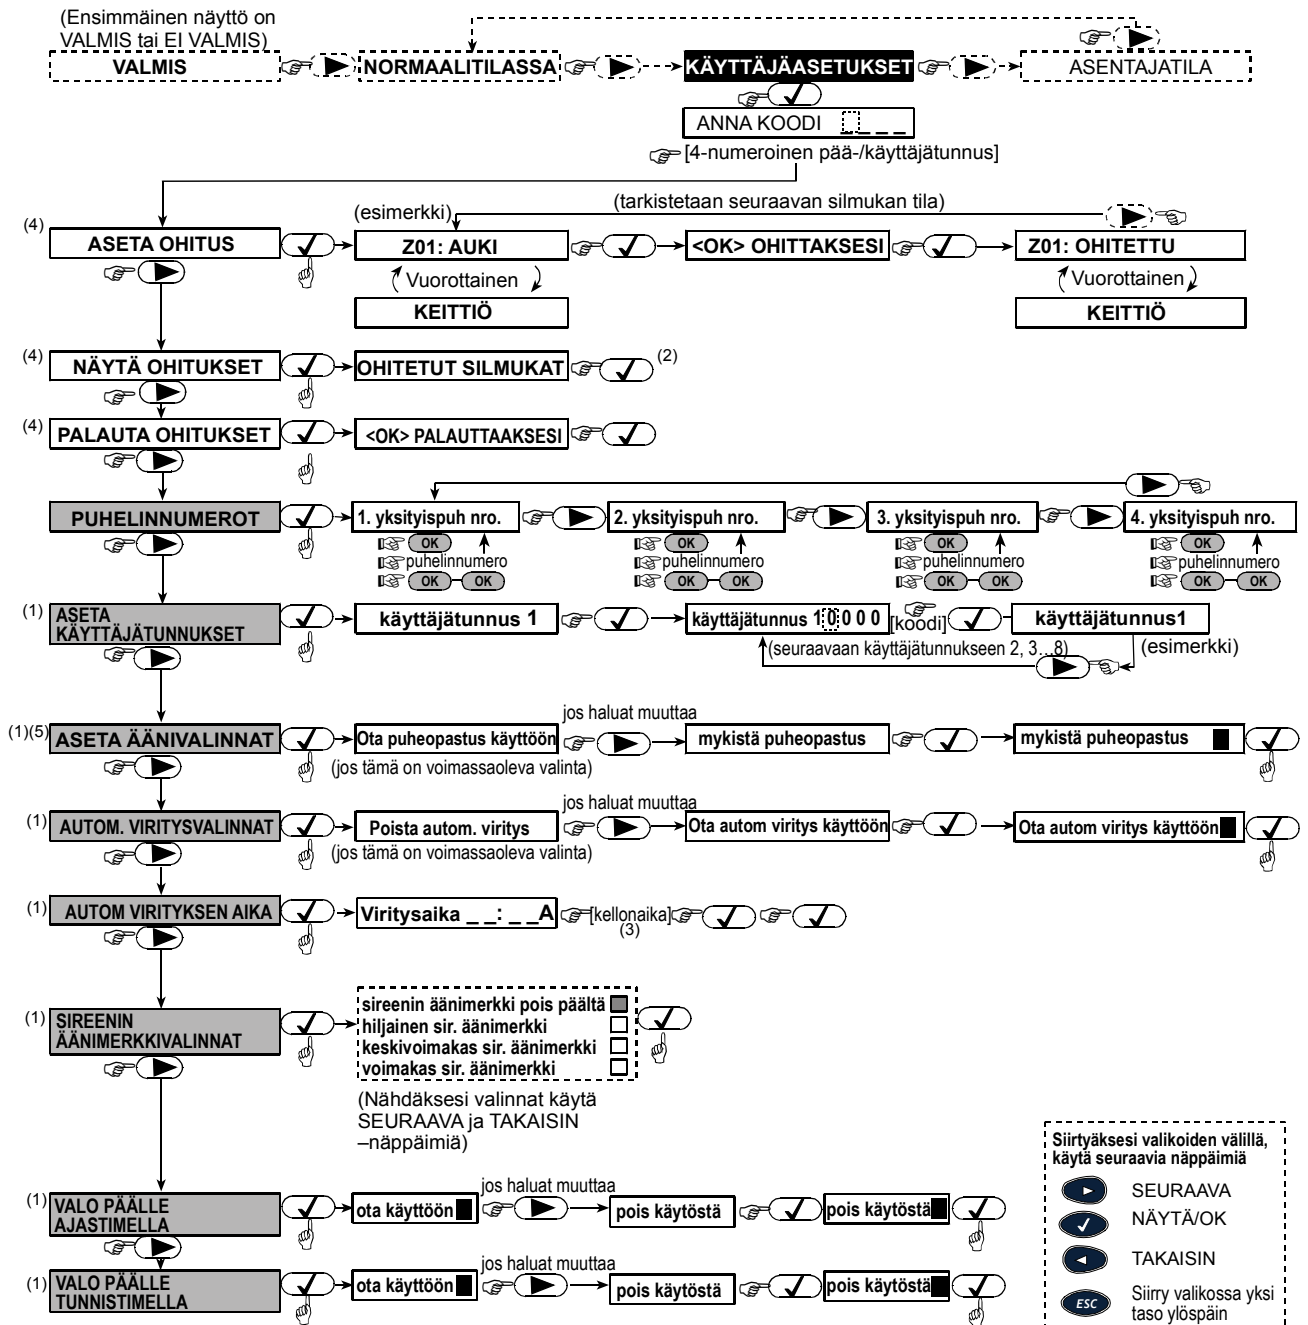 (Ensimmäinen näyttö on
VALMIS tai EI VALMIS)
VALMIS
NORMAALITILASSA
KÄYTTÄJÄASETUKSET
ASENTAJATILA
ANNA KOODI _ _ _
[4-numeroinen pää-/käyttäjätunnus]
(4)
ASETA OHITUS
(esimerkki)
(tarkistetaan seuraavan silmukan tila)
Z01: AUKI
<OK> OHITTAKSESI
Z01: OHITETTU
Vuorottainen
Vuorottainen
KEITTIÖ
KEITTIÖ
(4)
NÄYTÄ OHITUKSET
OHITETUT SILMUKAT
(2)
(4)
PALAUTA OHITUKSET
<OK> PALAUTTAAKSESI
PUHELINNUMEROT
1. yksityispuh nro.
2. yksityispuh nro.
3. yksityispuh nro.
4. yksityispuh nro.
OK
OK
OK
OK
puhelinnumero
puhelinnumero
puhelinnumero
puhelinnumero
OK OK
OK OK
OK OK
OK OK
(1)
ASETA
KÄYTTÄJÄTUNNUKSET
käyttäjätunnus 1
käyttäjätunnus 1 0 0 0 0
[koodi]
käyttäjätunnus1
(seuraavaan käyttäjätunnukseen 2, 3...8)
(esimerkki)
(1)(5)
ASETA ÄÄNIVALINNAT
Ota puheopastus käyttöön
jos haluat muuttaa
mykistä puheopastus
mykistä puheopastus
(jos tämä on voimassaoleva valinta)
(1)
AUTOM. VIRITYSVALINNAT
Poista autom. viritys
jos haluat muuttaa
Ota autom viritys käyttöön
Ota autom viritys käyttöön
(jos tämä on voimassaoleva valinta)
(1)
AUTOM VIRITYKSEN AIKA
Viritysaika _ _: _ _A
[kellonaika]
(3)
(1)
SIREENIN
ÄÄNIMERKKIVALINNAT
sireenin äänimerkki pois päältä
hiljainen sir. äänimerkki
keskivoimakas sir. äänimerkki
voimakas sir. äänimerkki
(Nähdäksesi valinnat käytä
SEURAAVA ja TAKAISIN
–näppäimiä)
(1)
VALO PÄÄLLE
AJASTIMELLA
ota käyttöön
jos haluat muuttaa
pois käytöstä
pois käytöstä
(1)
VALO PÄÄLLE
TUNNISTIMELLA
ota käyttöön
jos haluat muuttaa
pois käytöstä
pois käytöstä
Siirtyäksesi valikoiden välillä,
käytä seuraavia näppäimiä
SEURAAVA
NÄYTÄ/OK
TAKAISIN
ESC
Siirry valikossa yksi
taso ylöspäin